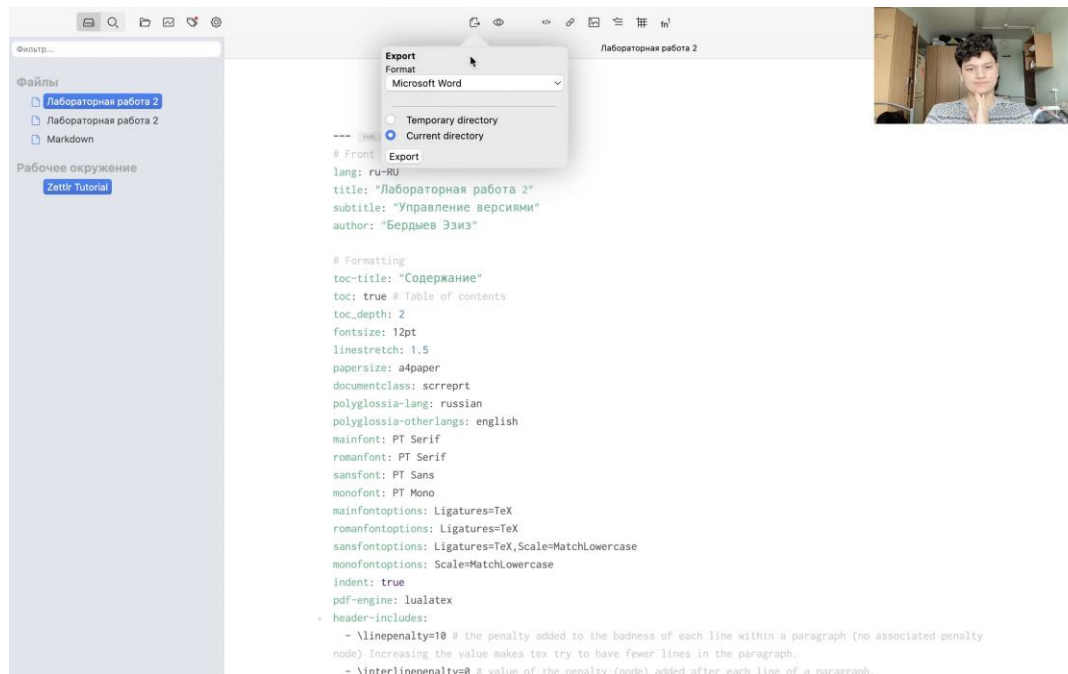 Лабораторная работа 2
Фильтр...
Файлы
Лабораторная работа 2
Лабораторная работа 2
Markdown
Рабочее окружение
Zettlr Tutorial
Export
Format
Microsoft Word
Temporary directory
Current directory
Export
---
# Front
lang: ru-RU
title: "Лабораторная работа 2"
subtitle: "Управление версиями"
author: "Бердыев Эзиз"
# Formatting
toc-title: "Содержание"
toc: true # Table of contents
toc_depth: 2
fontsize: 12pt
linestretch: 1.5
papersize: a4paper
documentclass: scrreprt
polyglossia-lang: russian
polyglossia-otherlangs: english
mainfont: PT Serif
romanfont: PT Serif
sansfont: PT Sans
monofont: PT Mono
mainfontoptions: Ligatures=TeX
romanfontoptions: Ligatures=TeX
sansfontoptions: Ligatures=TeX,Scale=MatchLowercase
monofontoptions: Scale=MatchLowercase
indent: true
pdf-engine: lualatex
header-includes:
- \linepenalty=10 # the penalty added to the badness of each line within a paragraph (no associated penalty
node) Increasing the value makes tex try to have fewer lines in the paragraph.
- \interlinepenalty=0 # value of the penalty (node) added after each line of a paragraph.